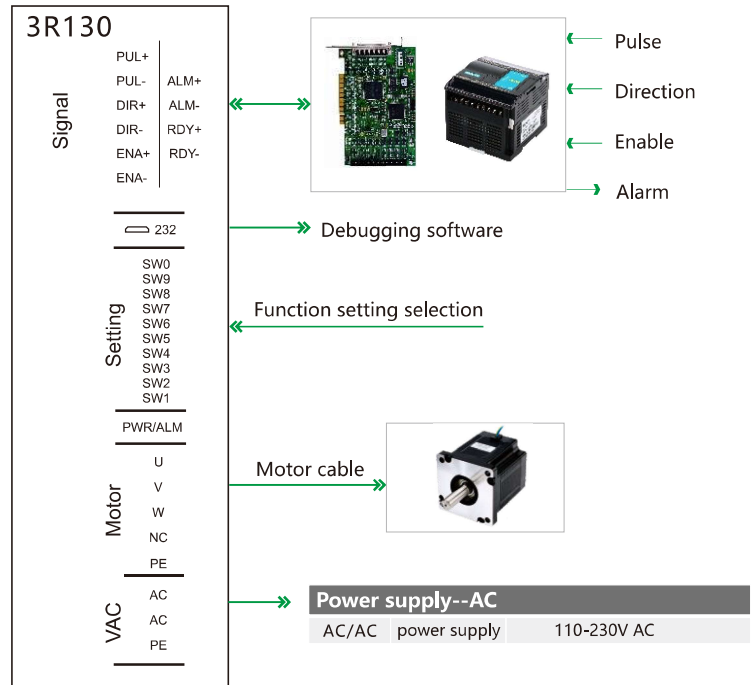 3R130
Signal
PUL+
PUL- ALM+
DIR+ ALM-
DIR- RDY+
ENA+ RDY-
ENA-
Pulse
Direction
Enable
Alarm
232
Debugging software
Setting
SW0
SW9
SW8
SW7
SW6
SW5
SW4
SW3
SW2
SW1
Function setting selection
PWR/ALM
Motor
U
V
W
NC
PE
Motor cable
VAC
AC
AC
PE
Power supply--AC
AC/AC power supply 110-230V AC